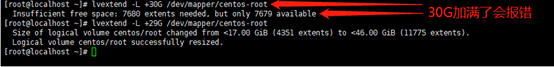 [root@localhost ~]# lvextend -L +30G /dev/mapper/centos-root
Insufficient free space: 7680 extents needed, but only 7679 available
30G加满了会报错
[root@localhost ~]# lvextend -L +29G /dev/mapper/centos-root
Size of logical volume centos/root changed from <17.00 GiB (4351 extents) to <46.00 GiB (11775 extents).
Logical volume centos/root successfully resized.
[root@localhost ~]#